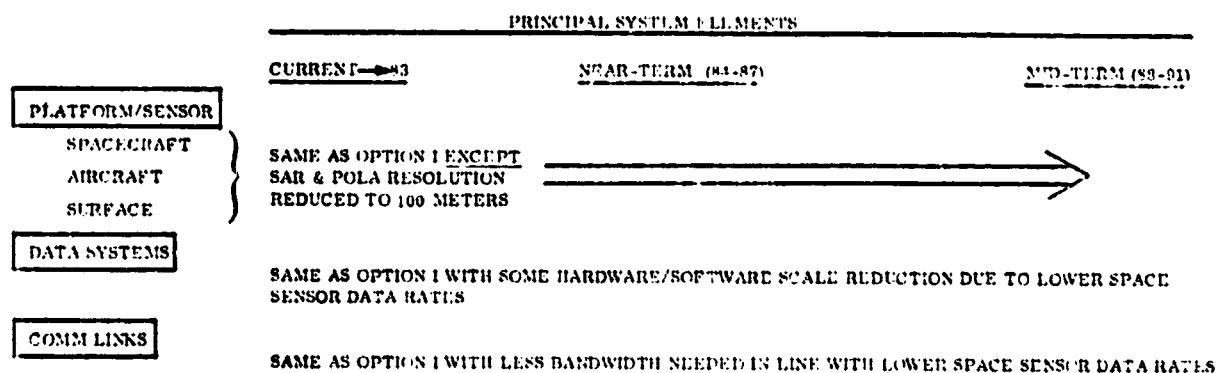 PRINCIPAL SYSTEM ELEMENTS
CURRENT→83 NEAR-TERM (84-87) MID-TERM (88-91)
PLATFORM/SENSOR
SPACECRAFT
AIRCRAFT
SURFACE
SAME AS OPTION I EXCEPT
SAR & POLA RESOLUTION
REDUCED TO 100 METERS
DATA SYSTEMS
SAME AS OPTION I WITH SOME HARDWARE/SOFTWARE SCALE REDUCTION DUE TO LOWER SPACE
SENSOR DATA RATES
COMM LINKS
SAME AS OPTION I WITH LESS BANDWIDTH NEEDED IN LINE WITH LOWER SPACE SENSOR DATA RATES